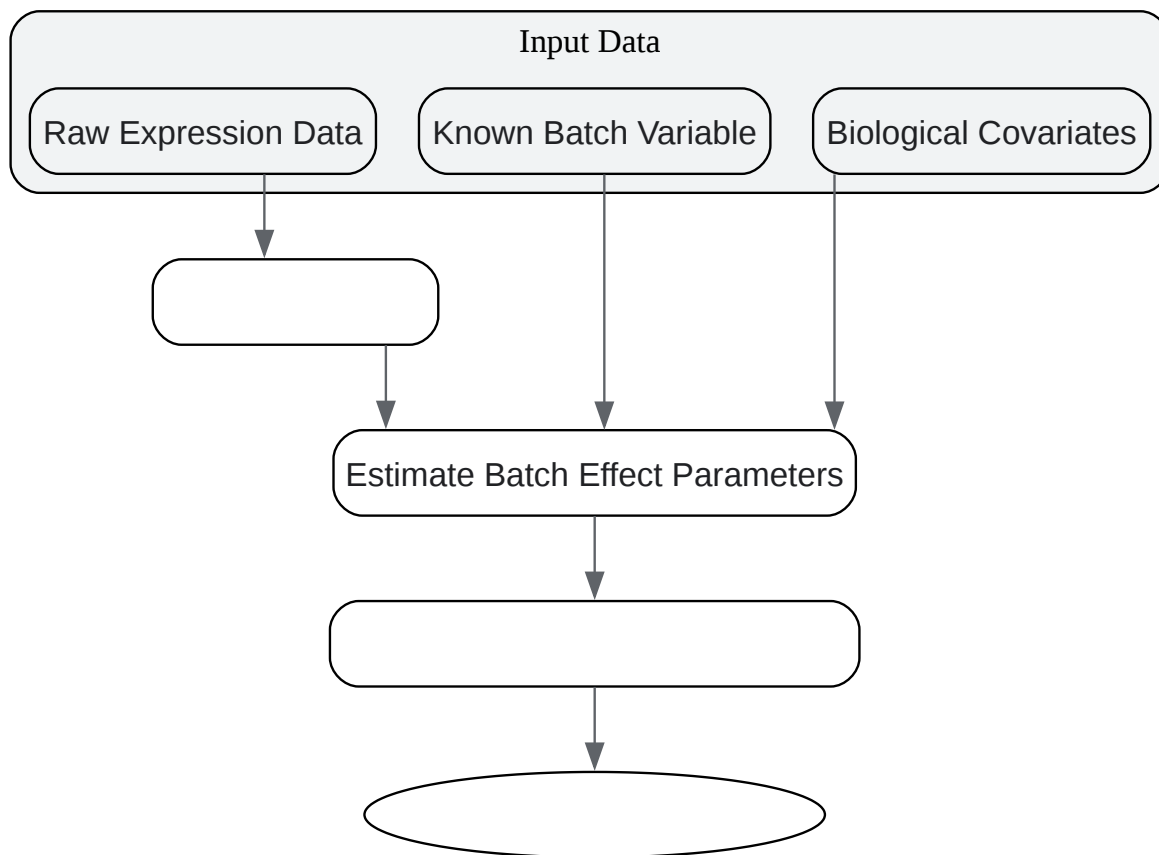 Input Data
Raw Expression Data
Known Batch Variable
Biological Covariates
Estimate Batch Effect Parameters